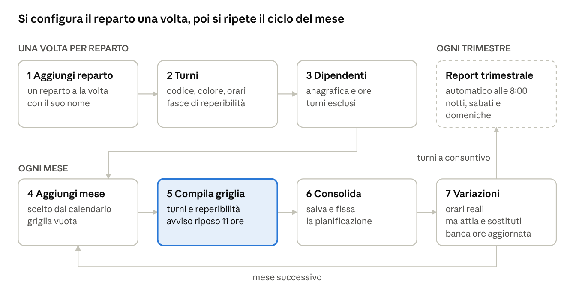 Si configura il reparto una volta, poi si ripete il ciclo del mese
UNA VOLTA PER REPARTO
OGNI TRIMESTRE
1 Aggiungi reparto
un reparto alla volta
con il suo nome
2 Turni
codice, colore, orari
fasce di reperibilità
3 Dipendenti
anagrafica e ore
turni esclusi
Report trimestrale
automatico alle 8:00
notti, sabati e
domeniche
turni a consuntivo
OGNI MESE
4 Aggiungi mese
scelto dal calendario
griglia vuota
5 Compila griglia
turni e reperibilità
avviso riposo 11 ore
6 Consolida
salva e fissa
la pianificazione
7 Variazioni
orari reali
malattia e sostituti
banca ore aggiornata
mese successivo